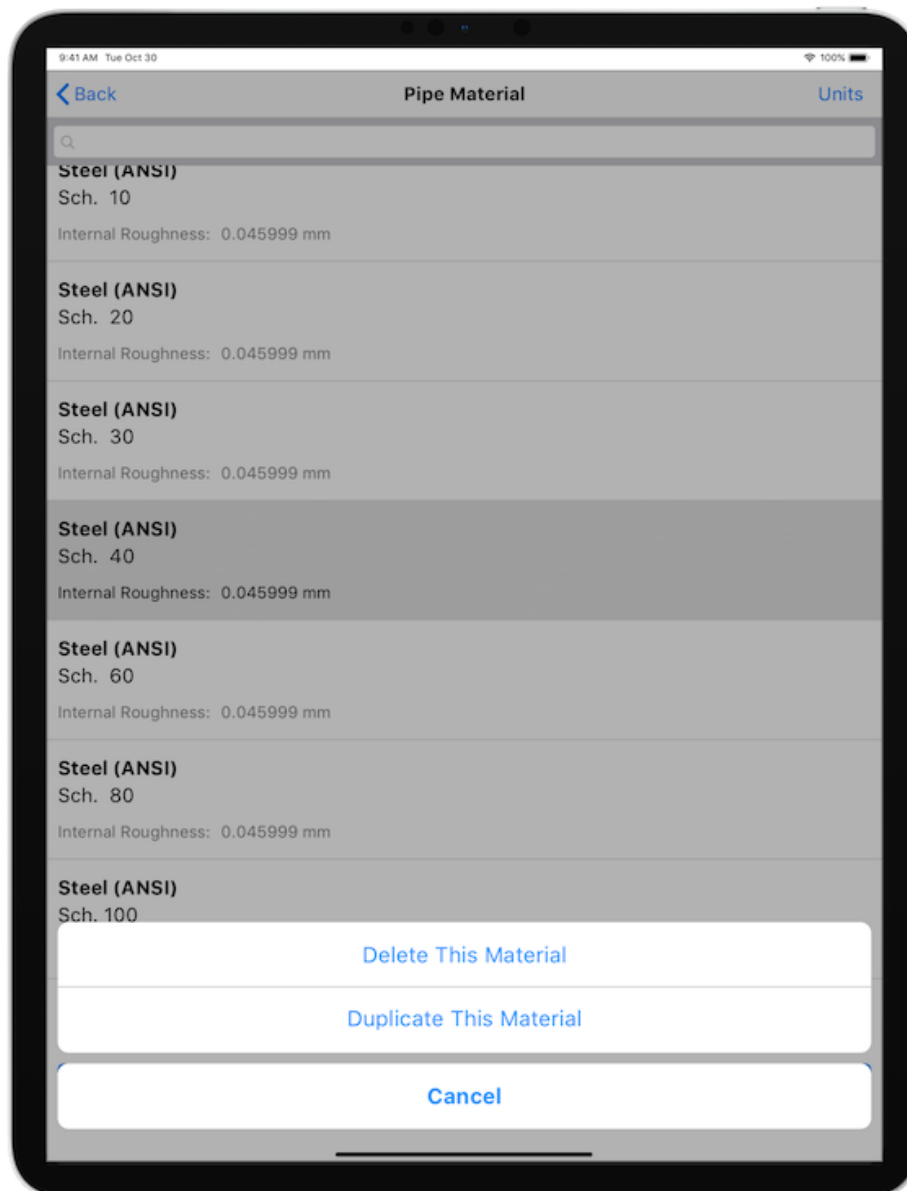 9:41 AM Tue Oct 30
100%
Back
Pipe Material
Units
Steel (ANSI)
Sch. 10
Internal Roughness: 0.045999 mm
Steel (ANSI)
Sch. 20
Internal Roughness: 0.045999 mm
Steel (ANSI)
Sch. 30
Internal Roughness: 0.045999 mm
Steel (ANSI)
Sch. 40
Internal Roughness: 0.045999 mm
Steel (ANSI)
Sch. 60
Internal Roughness: 0.045999 mm
Steel (ANSI)
Sch. 80
Internal Roughness: 0.045999 mm
Steel (ANSI)
Sch. 100
Delete This Material
Duplicate This Material
Cancel